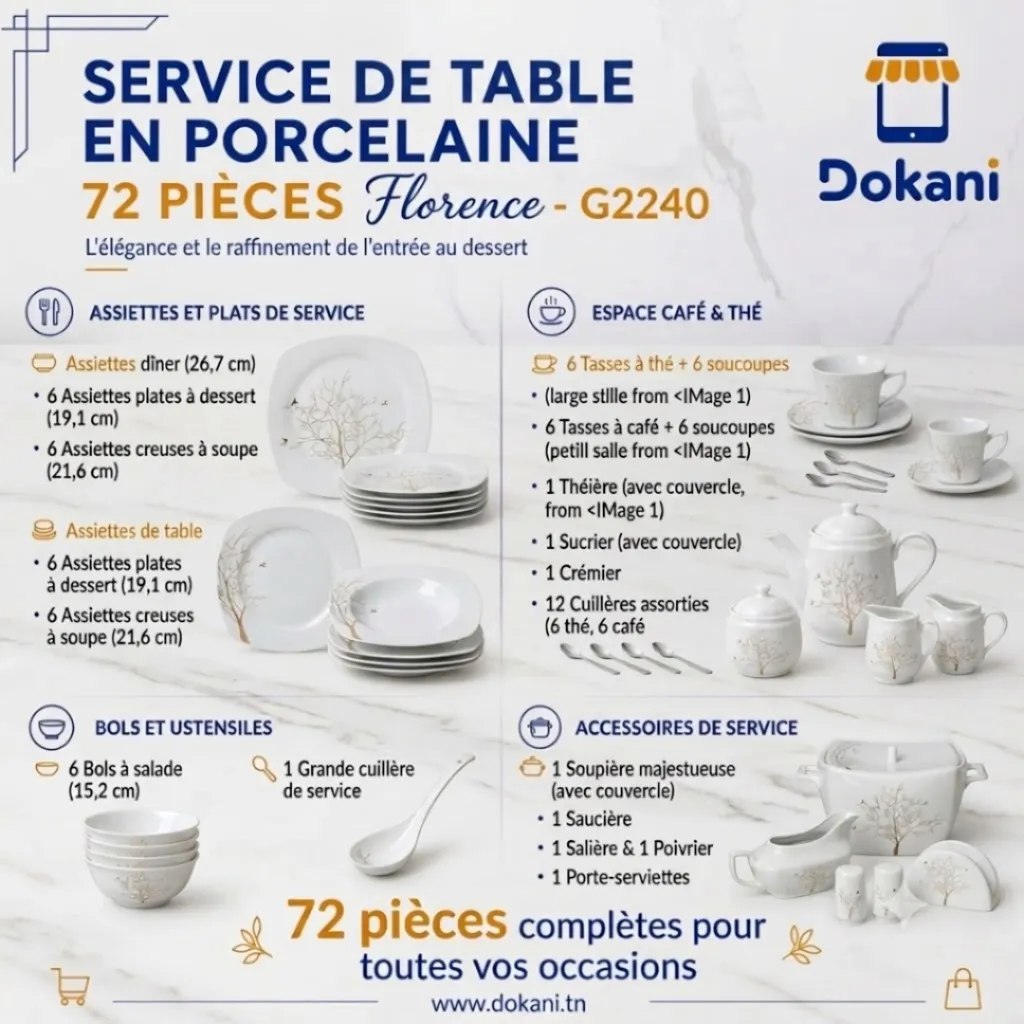 SERVICE DE TABLE
EN PORCELAINE
72 PIÈCES Florence - G2240
L'élégance et le raffinement de l'entrée au dessert
Dokani
ASSIETTES ET PLATS DE SERVICE
Assiettes dîner (26,7 cm)
• 6 Assiettes plates à dessert
(19,1 cm)
• 6 Assiettes creuses à soupe
(21,6 cm)
Assiettes de table
• 6 Assiettes plates
à dessert (19,1 cm)
• 6 Assiettes creuses
à soupe (21,6 cm)
ESPACE CAFÉ & THÉ
6 Tasses à thé + 6 soucoupes
• (large stille from <IMage 1)
• 6 Tasses à café + 6 soucoupes
(petill salle from <IMage 1)
• 1 Théière (avec couvercle,
from <IMage 1)
• 1 Sucrier (avec couvercle)
• 1 Crémier
• 12 Cuillères assorties
(6 thé, 6 café
BOLS ET USTENSILES
6 Bols à salade
(15,2 cm)
1 Grande cuillère
de service
ACCESSOIRES DE SERVICE
1 Soupière majestueuse
(avec couvercle)
• 1 Saucière
• 1 Salière & 1 Poivrier
• 1 Porte-serviettes
72 pièces complètes pour
toutes vos occasions
www.dokani.tn